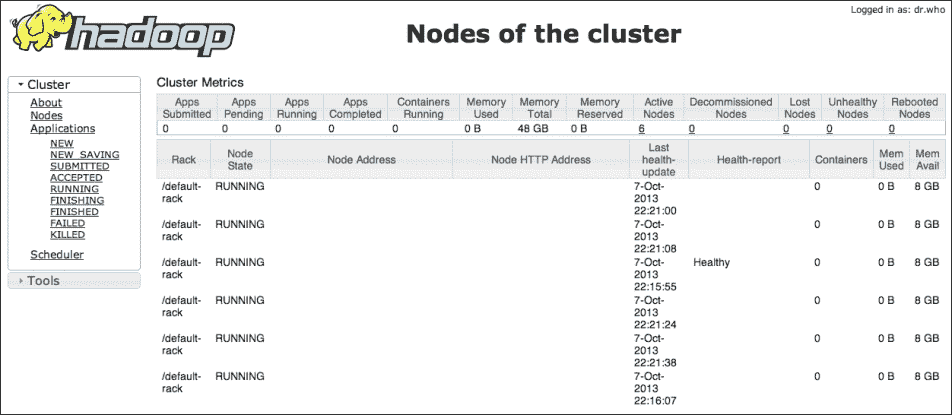 Logged in as: dr.who
hadoop
Nodes of the cluster
Cluster
About
Nodes
Applications
NEW
NEW_SAVING
SUBMITTED
ACCEPTED
RUNNING
FINISHING
FINISHED
FAILED
KILLED
Scheduler
Tools
Cluster Metrics
Apps Submitted Apps Pending Apps Running Apps Completed Containers Running Memory Used Memory Total Memory Reserved Active Nodes Decommissioned Nodes Lost Nodes Unhealthy Nodes Rebooted Nodes
0 0 0 0 0 0 B 48 GB 0 B 6 0 0 0 0
Rack Node State Node Address Node HTTP Address Last health-update Health-report Containers Mem Used Mem Avail
/default-rack RUNNING 7-Oct-2013 22:21:00 0 0 B 8 GB
/default-rack RUNNING 7-Oct-2013 22:21:08 0 0 B 8 GB
/default-rack RUNNING 7-Oct-2013 22:15:55 Healthy 0 0 B 8 GB
/default-rack RUNNING 7-Oct-2013 22:21:24 0 0 B 8 GB
/default-rack RUNNING 7-Oct-2013 22:21:38 0 0 B 8 GB
/default-rack RUNNING 7-Oct-2013 22:16:07 0 0 B 8 GB